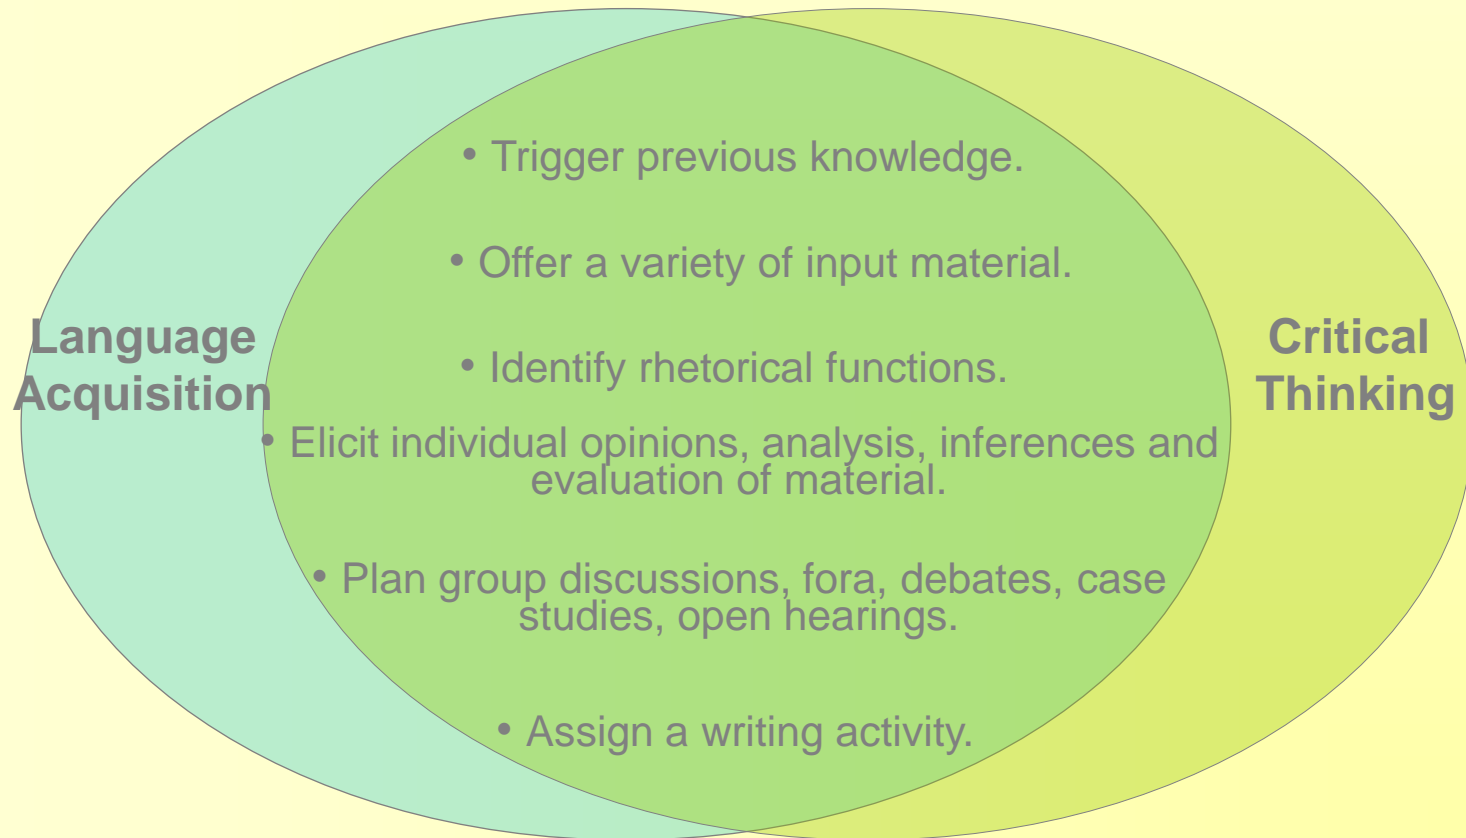 • Trigger previous knowledge.
• Offer a variety of input material.
Language
Acquisition
Critical
Thinking
• Identify rhetorical functions.
• Elicit individual opinions, analysis, inferences and
evaluation of material.
• Plan group discussions, fora, debates, case
studies, open hearings.
• Assign a writing activity.